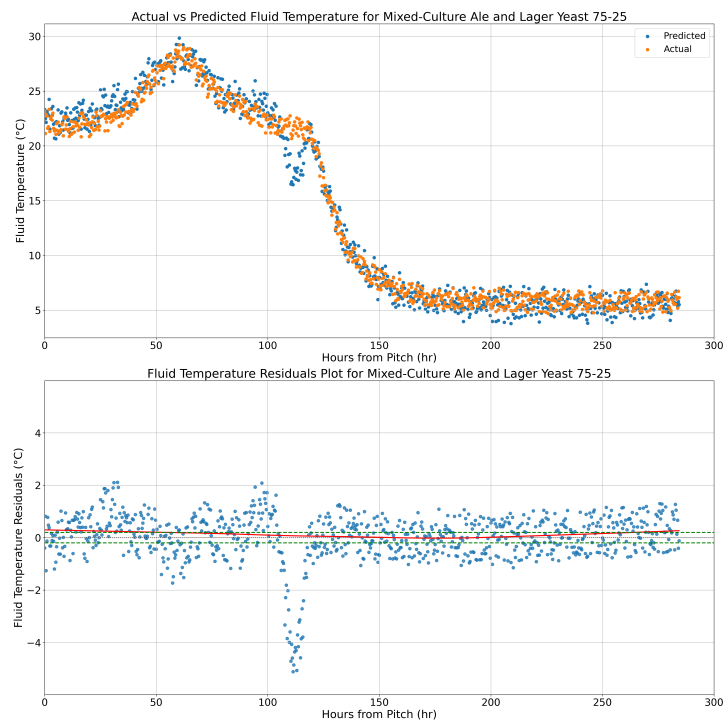 Actual vs Predicted Fluid Temperature for Mixed-Culture Ale and Lager Yeast 75-25
Predicted
Actual
Fluid Temperature (°C)
30
25
20
15
10
5
0 50 100 150 200 250 300
Hours from Pitch (hr)
Fluid Temperature Residuals Plot for Mixed-Culture Ale and Lager Yeast 75-25
Fluid Temperature Residuals (°C)
4
2
0
−2
−4
0 50 100 150 200 250 300
Hours from Pitch (hr)